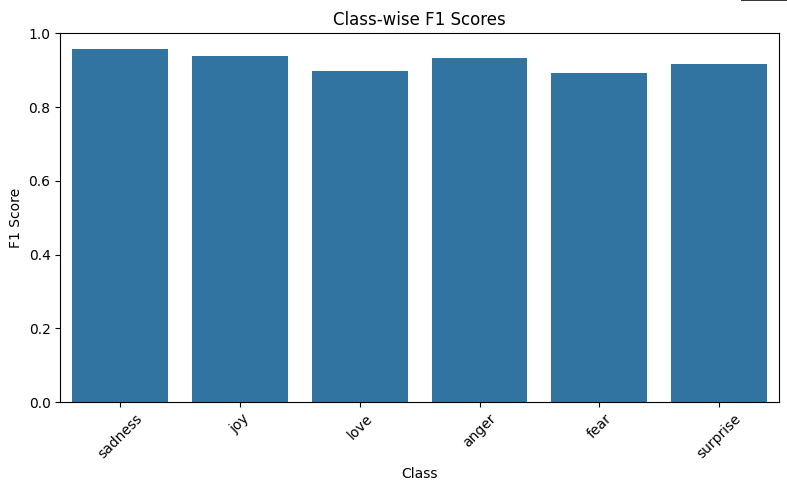 Class-wise F1 Scores
1.0
0.8
0.6
0.4
0.2
0.0
F1 Score
sadness
joy
love
anger
fear
surprise
Class